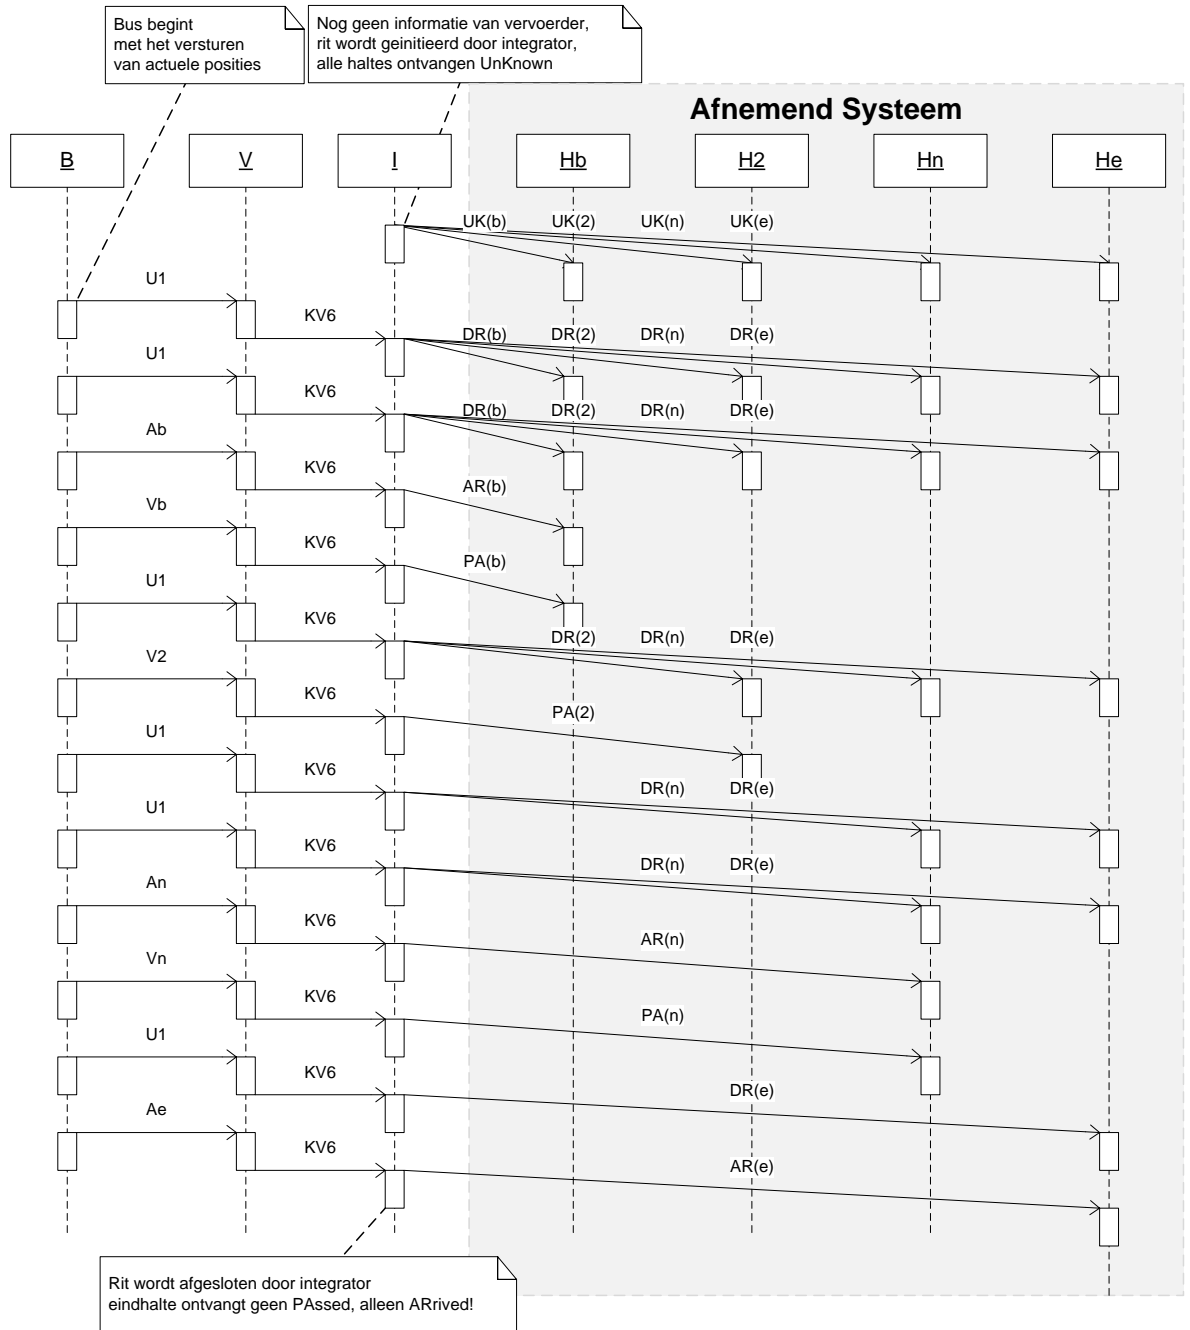 Bus begint
met het versturen
van actuele posities
Nog geen informatie van vervoerder,
rit wordt geinitieerd door integrator,
alle haltes ontvangen UnKnown
Afnemend Systeem
B V I Hb H2 Hn He
UK(b) UK(2) UK(n) UK(e)
U1
KV6
DR(b) DR(2) DR(n) DR(e)
U1
KV6
DR(b) DR(2) DR(n) DR(e)
Ab
KV6
AR(b)
Vb
KV6
PA(b)
U1
KV6
DR(2) DR(n) DR(e)
V2
KV6
PA(2)
U1
KV6
DR(n) DR(e)
U1
KV6
DR(n) DR(e)
An
KV6
AR(n)
Vn
KV6
PA(n)
U1
KV6
DR(e)
Ae
KV6
AR(e)
Rit wordt afgesloten door integrator
eindhalte ontvangt geen PAssed, alleen ARrived!